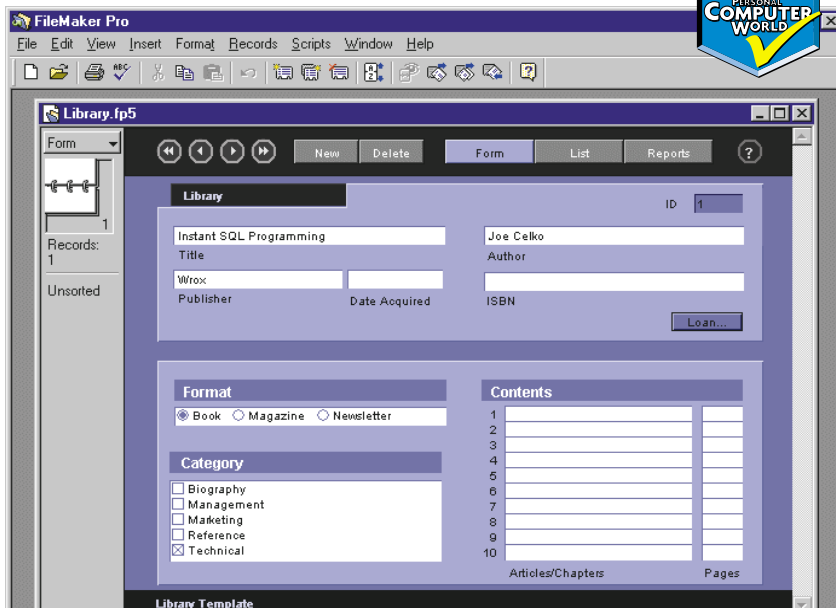 PERSONAL
COMPUTER
WORLD
FileMaker Pro
File Edit View Insert Format Records Scripts Window Help
Library.fp5
Form
1
Records:
1
Unsorted
New Delete Form List Reports ?
Library
ID 1
Instant SQL Programming
Title
Joe Celko
Author
Wrox
Publisher
Date Acquired
ISBN
Loan...
Format
Book Magazine Newsletter
Category
Biography
Management
Marketing
Reference
Technical
Contents
1
2
3
4
5
6
7
8
9
10
Articles/Chapters Pages
Library Template